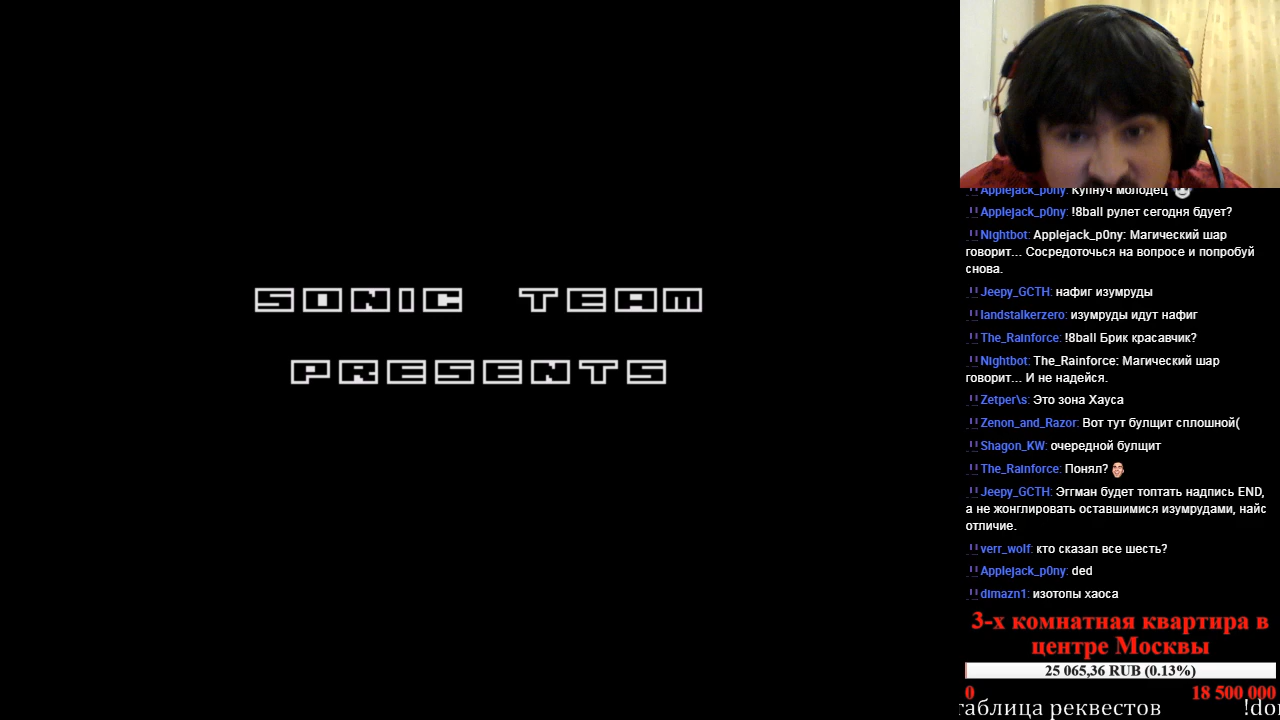 SONIC TEAM
PRESENTS
Applejack_p0ny: Купнуч молодец
Applejack_p0ny: !8ball рулет сегодня бдует?
Nightbot: Applejack_p0ny: Магический шар
говорит... Сосредоточься на вопросе и попробуй
снова.
Jeepy_GCTH: нафиг изумруды
landstalkerzero: изумруды идут нафиг
The_Rainforce: !8ball Брик красавчик?
Nightbot: The_Rainforce: Магический шар
говорит... И не надейся.
Zetper\s: Это зона Хауса
Zenon_and_Razor: Вот тут булщит сплошной(
Shagon_KW: очередной булщит
The_Rainforce: Понял?
Jeepy_GCTH: Эггман будет топтать надпись END,
а не жонглировать оставшимися изумрудами, найс
отличие.
verr_wolf: кто сказал все шесть?
Applejack_p0ny: ded
dimazn1: изотопы хаоса
3-х комнатная квартира в
центре Москвы
25 065,36 RUB (0.13%)
0 18 500 000
таблица реквестов !do